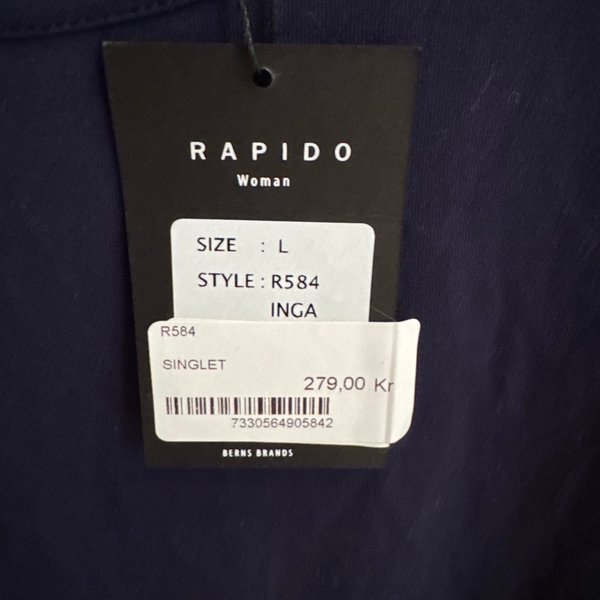 RAPIDO
Woman
SIZE : L
STYLE : R584
INGA
R584
SINGLET
279,00 Kr
7330564905842
BERNS BRANDS